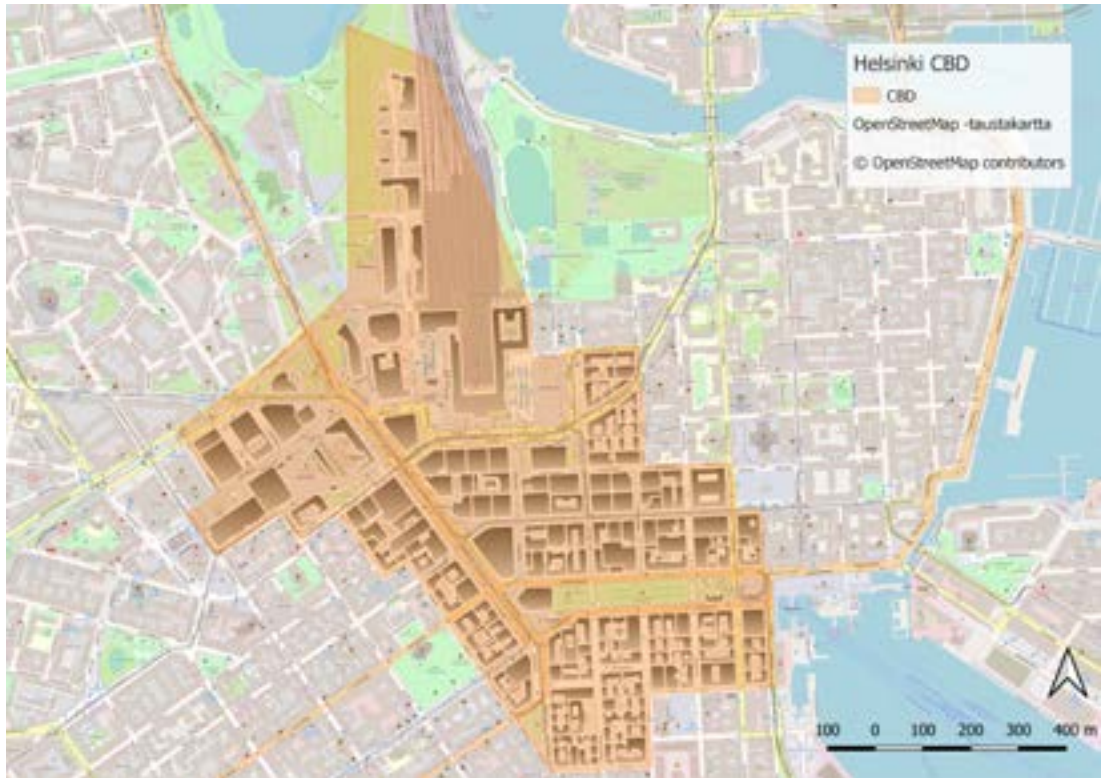 Helsinki CBD
CBD
OpenStreetMap -taustakartta
© OpenStreetMap contributors
100 0 100 200 300 400 m